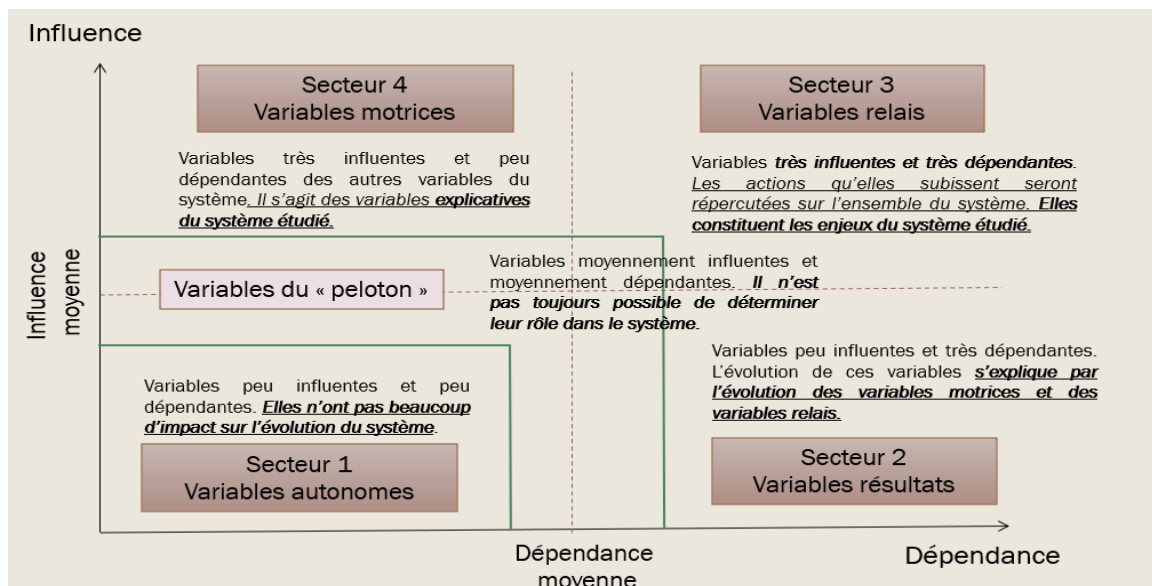 Influence
Secteur 4
Variables motrices
Secteur 3
Variables relais
Variables très influentes et peu
dépendantes des autres variables du
système. Il s’agit des variables explicatives
du système étudié.
Variables très influentes et très dépendantes.
Les actions qu’elles subissent seront
répercutées sur l’ensemble du système. Elles
constituent les enjeux du système étudié.
Influence
moyenne
Variables du « peloton »
Variables moyennement influentes et
moyennement dépendantes. Il n’est
pas toujours possible de déterminer
leur rôle dans le système.
Variables peu influentes et peu
dépendantes. Elles n’ont pas beaucoup
d’impact sur l’évolution du système.
Variables peu influentes et très dépendantes.
L’évolution de ces variables s’explique par
l’évolution des variables motrices et des
variables relais.
Secteur 1
Variables autonomes
Secteur 2
Variables résultats
Dépendance
moyenne
Dépendance